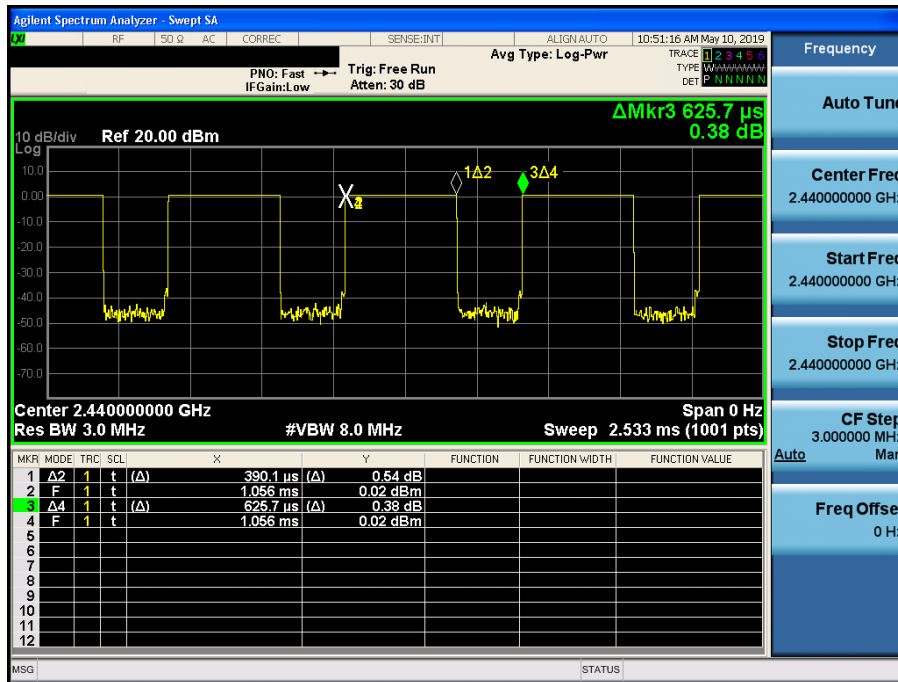 Agilent Spectrum Analyzer - Swept SA
LXI RF 50 Ω AC CORREC SENSE:INT ALIGN AUTO 10:51:16 AM May 10, 2019
Avg Type: Log-Pwr TRACE 1 2 3 4 5 6
PNO: Fast Trig: Free Run TYPE WWWWWW
IFGain:Low Atten: 30 dB DET P N N N N N
ΔMkr3 625.7 µs
10 dB/div Ref 20.00 dBm 0.38 dB
Log
10.0
0.00
-10.0
-20.0
-30.0
-40.0
-50.0
-60.0
-70.0
1Δ2
3Δ4
Center 2.440000000 GHz Span 0 Hz
Res BW 3.0 MHz #VBW 8.0 MHz Sweep 2.533 ms (1001 pts)
MKR MODE TRC SCL X Y FUNCTION FUNCTION WIDTH FUNCTION VALUE
1 Δ2 1 t (Δ) 390.1 µs (Δ) 0.54 dB
2 F 1 t 1.056 ms 0.02 dBm
3 Δ4 1 t (Δ) 625.7 µs (Δ) 0.38 dB
4 F 1 t 1.056 ms 0.02 dBm
5
6
7
8
9
10
11
12
MSG STATUS
Frequency
Auto Tune
Center Freq
2.440000000 GHz
Start Freq
2.440000000 GHz
Stop Freq
2.440000000 GHz
CF Step
3.000000 MHz
Auto Man
Freq Offset
0 Hz